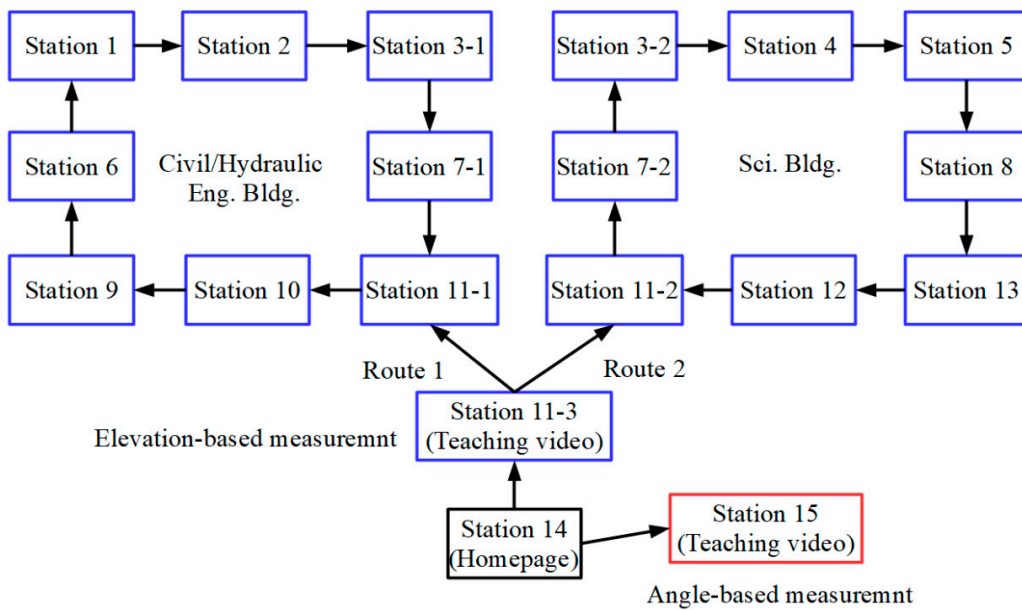 Station 1
Station 2
Station 3-1
Station 3-2
Station 4
Station 5
Station 6
Civil/Hydraulic
Eng. Bldg.
Station 7-1
Station 7-2
Sci. Bldg.
Station 8
Station 9
Station 10
Station 11-1
Station 11-2
Station 12
Station 13
Route 1
Route 2
Elevation-based measuremnt
Station 11-3
(Teaching video)
Station 14
(Homepage)
Station 15
(Teaching video)
Angle-based measuremnt